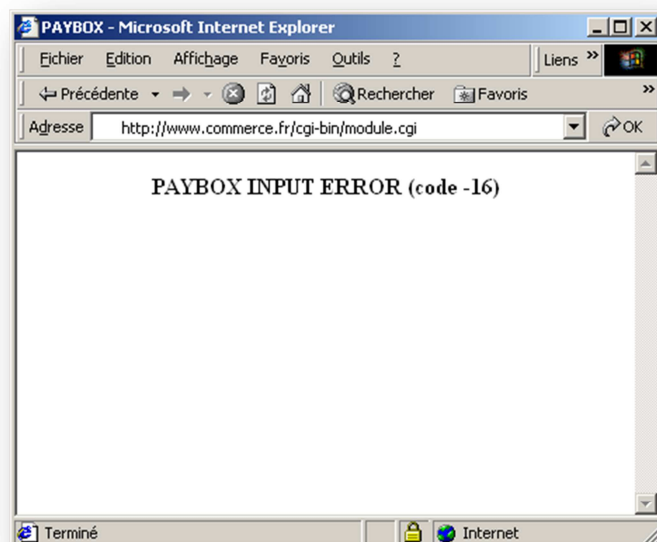 PAYBOX - Microsoft Internet Explorer
Fichier Edition Affichage Favoris Outils ? Liens »
Précédente Rechercher Favoris »
Adresse http://www.commerce.fr/cgi-bin/module.cgi OK
PAYBOX INPUT ERROR (code -16)
Terminé Internet